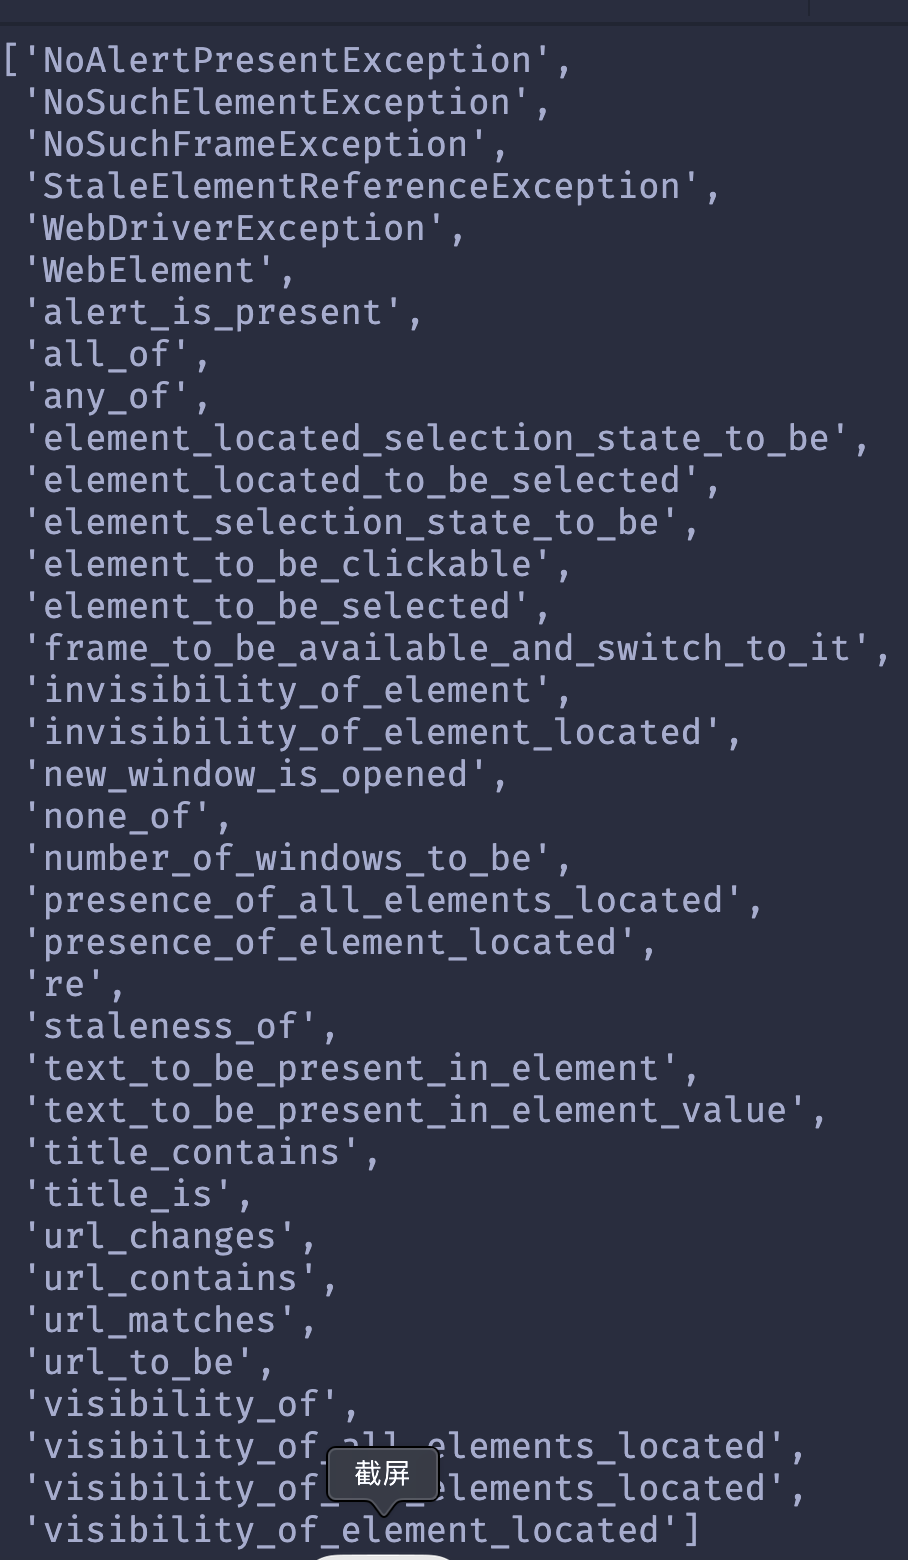 ['NoAlertPresentException',
'NoSuchElementException',
'NoSuchFrameException',
'StaleElementReferenceException',
'WebDriverException',
'WebElement',
'alert_is_present',
'all_of',
'any_of',
'element_located_selection_state_to_be',
'element_located_to_be_selected',
'element_selection_state_to_be',
'element_to_be_clickable',
'element_to_be_selected',
'frame_to_be_available_and_switch_to_it',
'invisibility_of_element',
'invisibility_of_element_located',
'new_window_is_opened',
'none_of',
'number_of_windows_to_be',
'presence_of_all_elements_located',
'presence_of_element_located',
're',
'staleness_of',
'text_to_be_present_in_element',
'text_to_be_present_in_element_value',
'title_contains',
'title_is',
'url_changes',
'url_contains',
'url_matches',
'url_to_be',
'visibility_of',
'visibility_of_all_elements_located',
截屏
'visibility_of_ _elements_located',
'visibility_of_element_located']